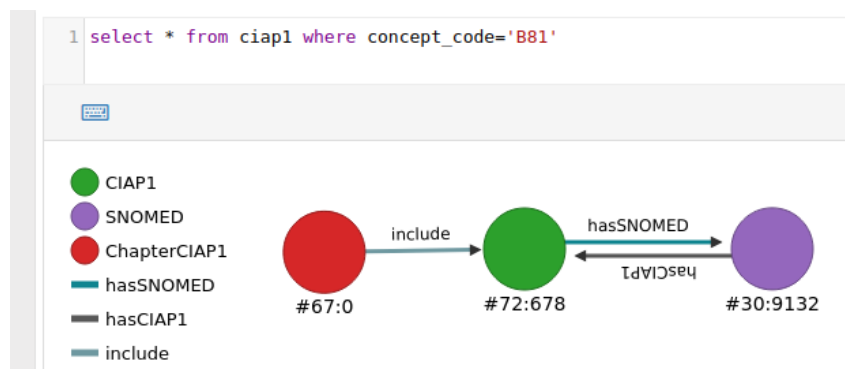 1 select * from ciap1 where concept_code='B81'
CIAP1
SNOMED
ChapterCIAP1
hasSNOMED
hasCIAP1
include
include
hasSNOMED
hasCIAP1
#67:0
#72:678
#30:9132